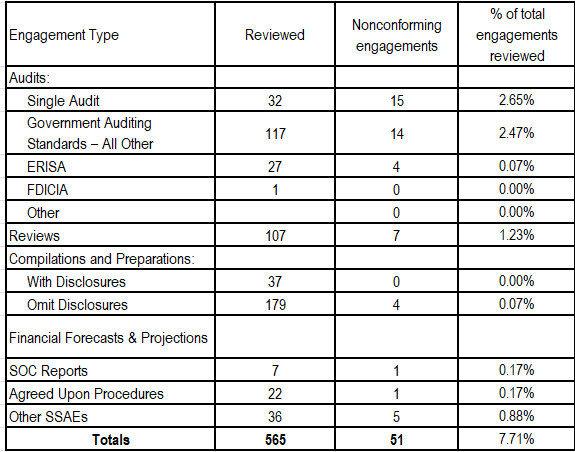 Engagement Type Reviewed Nonconforming engagements % of total engagements reviewed
Audits:
Single Audit 32 15 2.65%
Government Auditing Standards – All Other 117 14 2.47%
ERISA 27 4 0.07%
FDICIA 1 0 0.00%
Other 0 0.00%
Reviews 107 7 1.23%
Compilations and Preparations:
With Disclosures 37 0 0.00%
Omit Disclosures 179 4 0.07%
Financial Forecasts & Projections
SOC Reports 7 1 0.17%
Agreed Upon Procedures 22 1 0.17%
Other SSAEs 36 5 0.88%
Totals 565 51 7.71%